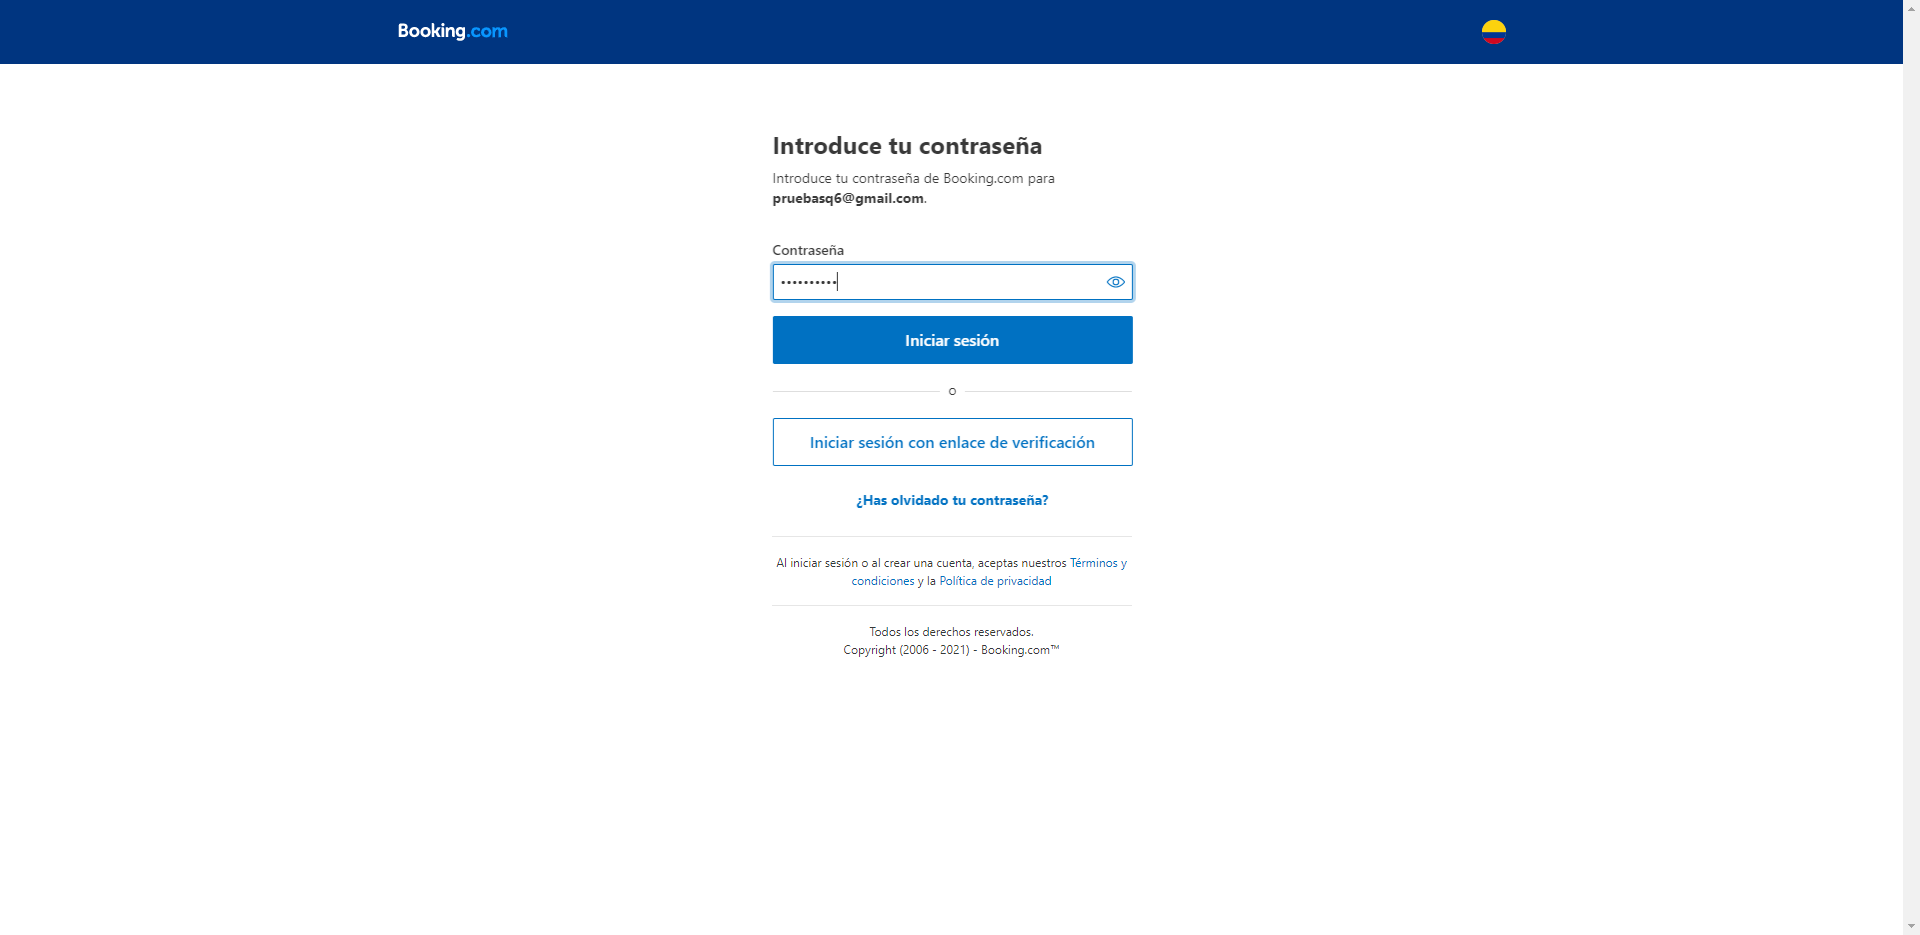 Booking.com
Introduce tu contraseña
Introduce tu contraseña de Booking.com para
pruebasq6@gmail.com.
Contraseña
••••••••••
Iniciar sesión
o
Iniciar sesión con enlace de verificación
¿Has olvidado tu contraseña?
Al iniciar sesión o al crear una cuenta, aceptas nuestros Términos y
condiciones y la Política de privacidad
Todos los derechos reservados.
Copyright (2006 - 2021) - Booking.com™